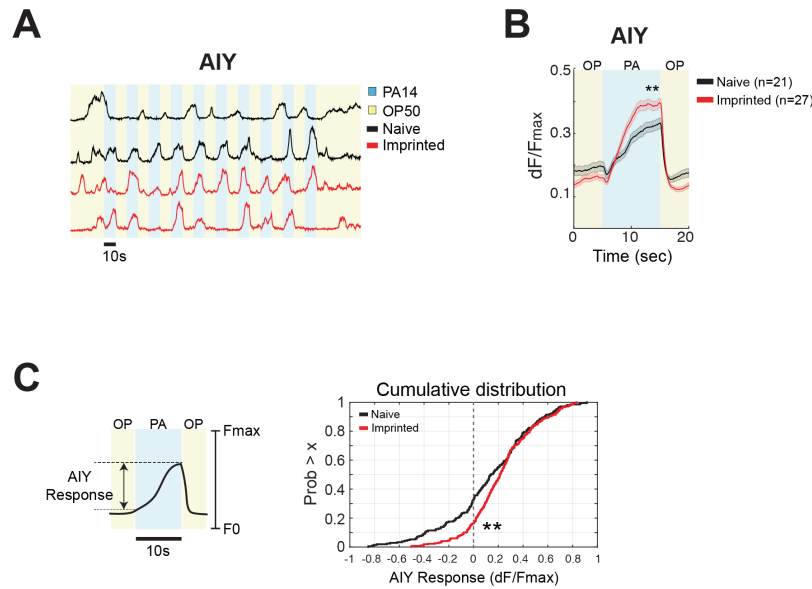 A
AIY
PA14
OP50
Naive
Imprinted
10s
B
AIY
OP PA OP
0.5
0.3
0.1
**
dF/Fmax
0 10 20
Time (sec)
Naive (n=21)
Imprinted (n=27)
C
OP PA OP
Fmax
AIY
Response
F0
10s
Cumulative distribution
Naive
Imprinted
Prob > x
1
0.8
0.6
0.4
0.2
0
**
-1 -0.8 -0.6 -0.4 -0.2 0 0.2 0.4 0.6 0.8 1
AIY Response (dF/Fmax)